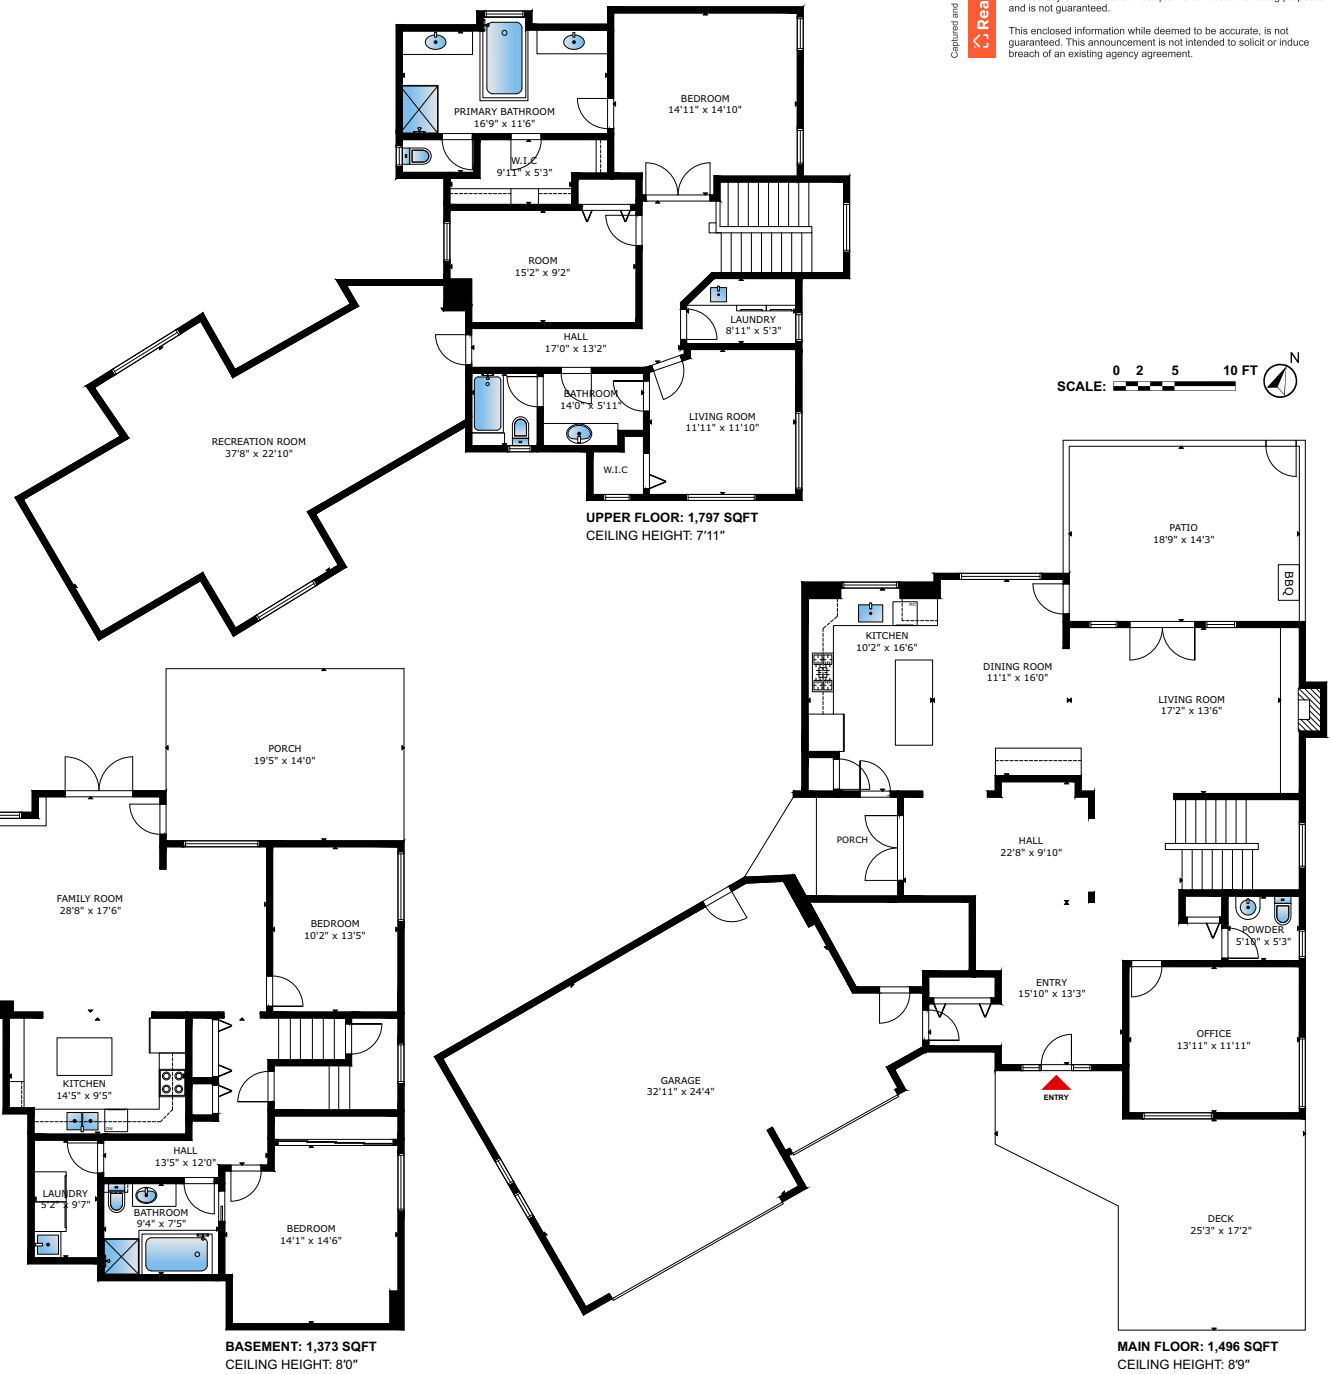 and is not guaranteed.
This enclosed information while deemed to be accurate, is not
guaranteed. This announcement is not intended to solicit or induce
breach of an existing agency agreement.
Captured and
Rea
PRIMARY BATHROOM
16'9" x 11'6"
BEDROOM
14'11" x 14'10"
W.I.C
9'11" x 5'3"
ROOM
15'2" x 9'2"
LAUNDRY
8'11" x 5'3"
HALL
17'0" x 13'2"
BATHROOM
14'0" x 5'11"
LIVING ROOM
11'11" x 11'10"
RECREATION ROOM
37'8" x 22'10"
W.I.C
UPPER FLOOR: 1,797 SQFT
CEILING HEIGHT: 7'11"
N
SCALE:
0 2 5 10 FT
PATIO
18'9" x 14'3"
BBQ
KITCHEN
10'2" x 16'6"
DINING ROOM
11'1" x 16'0"
LIVING ROOM
17'2" x 13'6"
PORCH
HALL
22'8" x 9'10"
POWDER
5'10" x 5'3"
ENTRY
15'10" x 13'3"
OFFICE
13'11" x 11'11"
GARAGE
32'11" x 24'4"
ENTRY
DECK
25'3" x 17'2"
MAIN FLOOR: 1,496 SQFT
CEILING HEIGHT: 8'9"
PORCH
19'5" x 14'0"
FAMILY ROOM
28'8" x 17'6"
BEDROOM
10'2" x 13'5"
KITCHEN
14'5" x 9'5"
DW
HALL
13'5" x 12'0"
LAUNDRY
5'2" x 9'7"
BATHROOM
9'4" x 7'5"
BEDROOM
14'1" x 14'6"
BASEMENT: 1,373 SQFT
CEILING HEIGHT: 8'0"